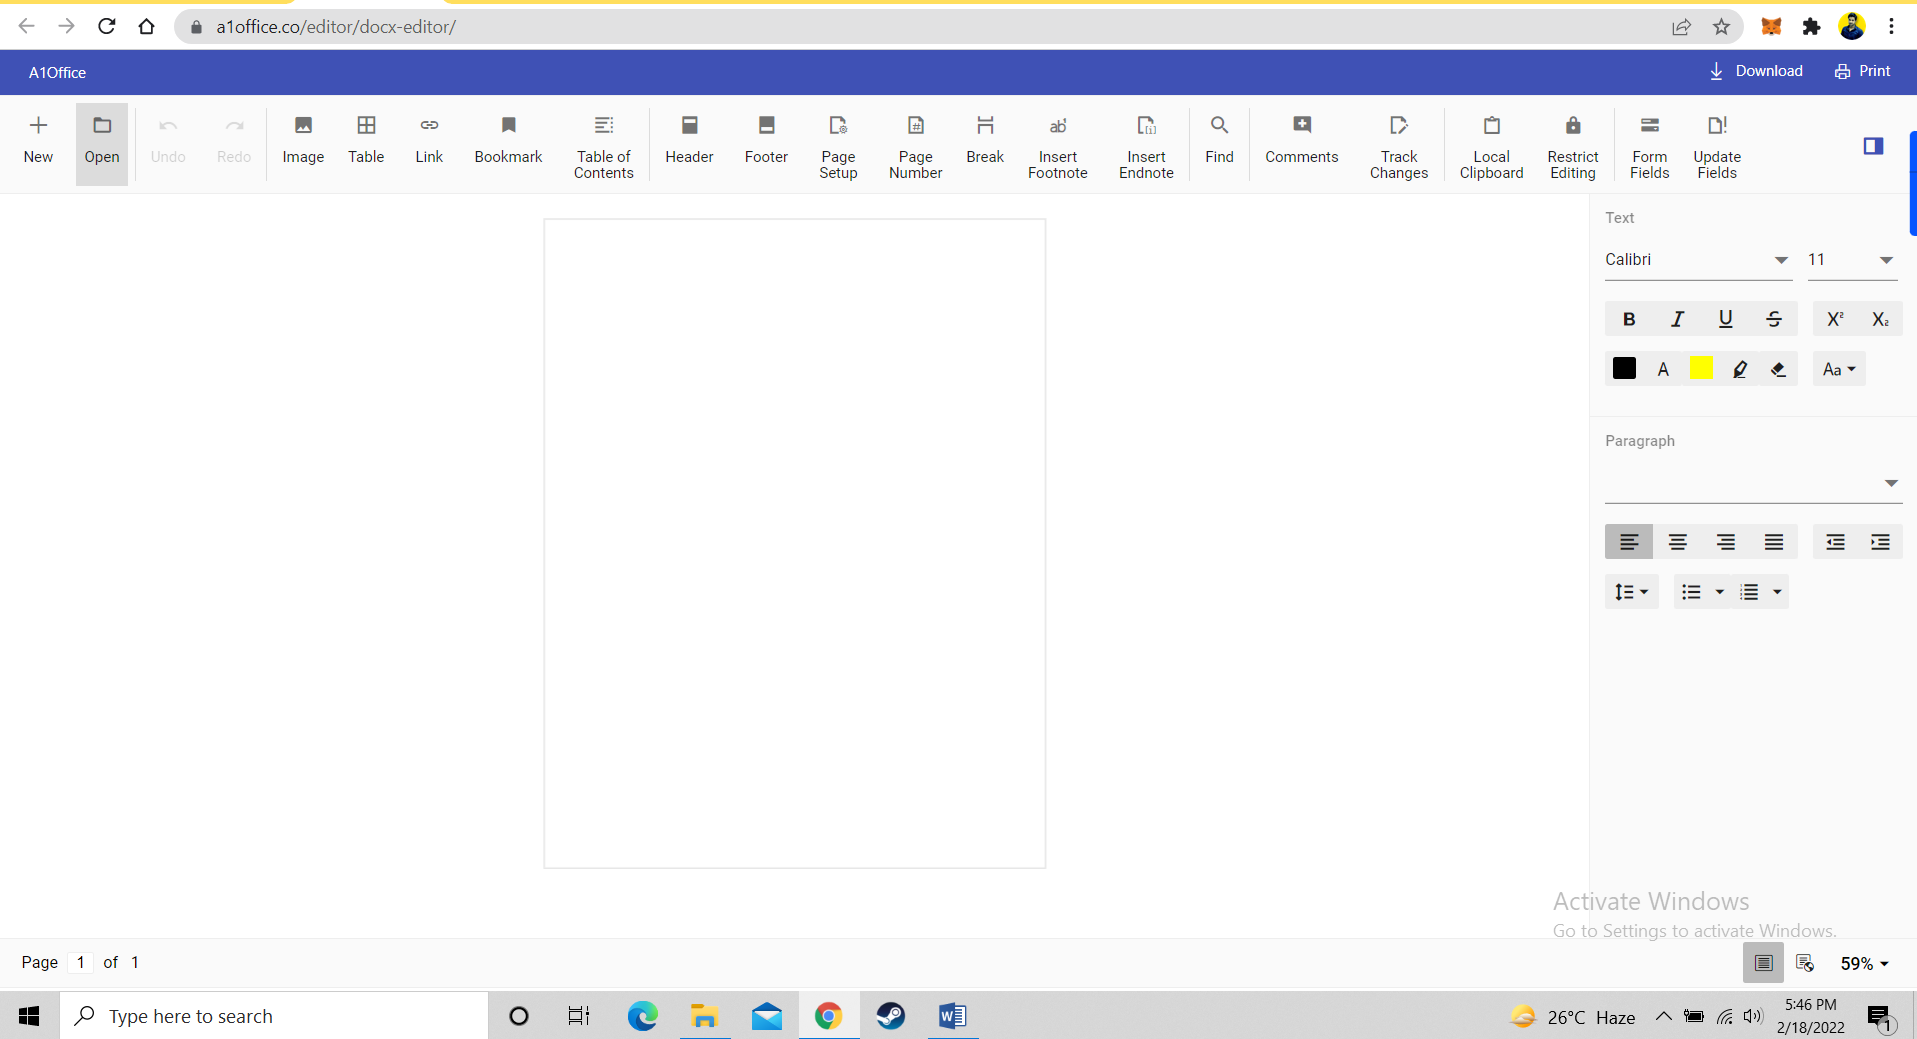 a1office.co/editor/docx-editor/
A1Office
Download
Print
New
Open
Undo
Redo
Image
Table
Link
Bookmark
Table of
Contents
Header
Footer
Page
Setup
Page
Number
Break
Insert
Footnote
Insert
Endnote
Find
Comments
Track
Changes
Local
Clipboard
Restrict
Editing
Form
Fields
Update
Fields
Text
Calibri
11
B I U S X² X₂
A
Aa
Paragraph
Activate Windows
Go to Settings to activate Windows.
Page 1 of 1
59%
Type here to search
26°C Haze
5:46 PM
2/18/2022
1